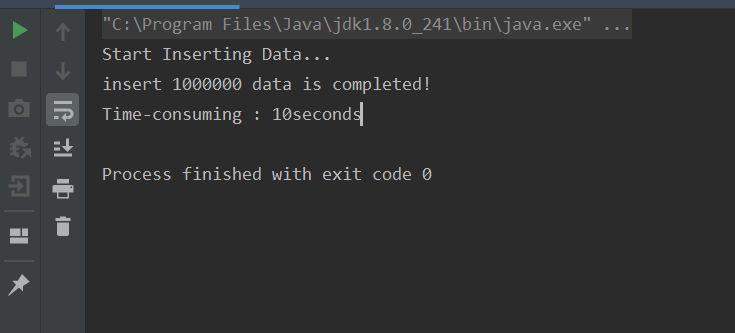 "C:\Program Files\Java\jdk1.8.0_241\bin\java.exe" ...
Start Inserting Data...
insert 1000000 data is completed!
Time-consuming : 10seconds
Process finished with exit code 0